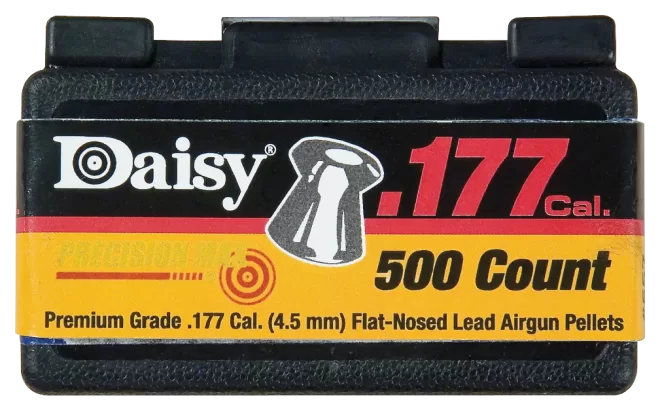 Daisy®
.177 Cal.
PRECISION MAX
500 Count
Premium Grade .177 Cal. (4.5 mm) Flat-Nosed Lead Airgun Pellets